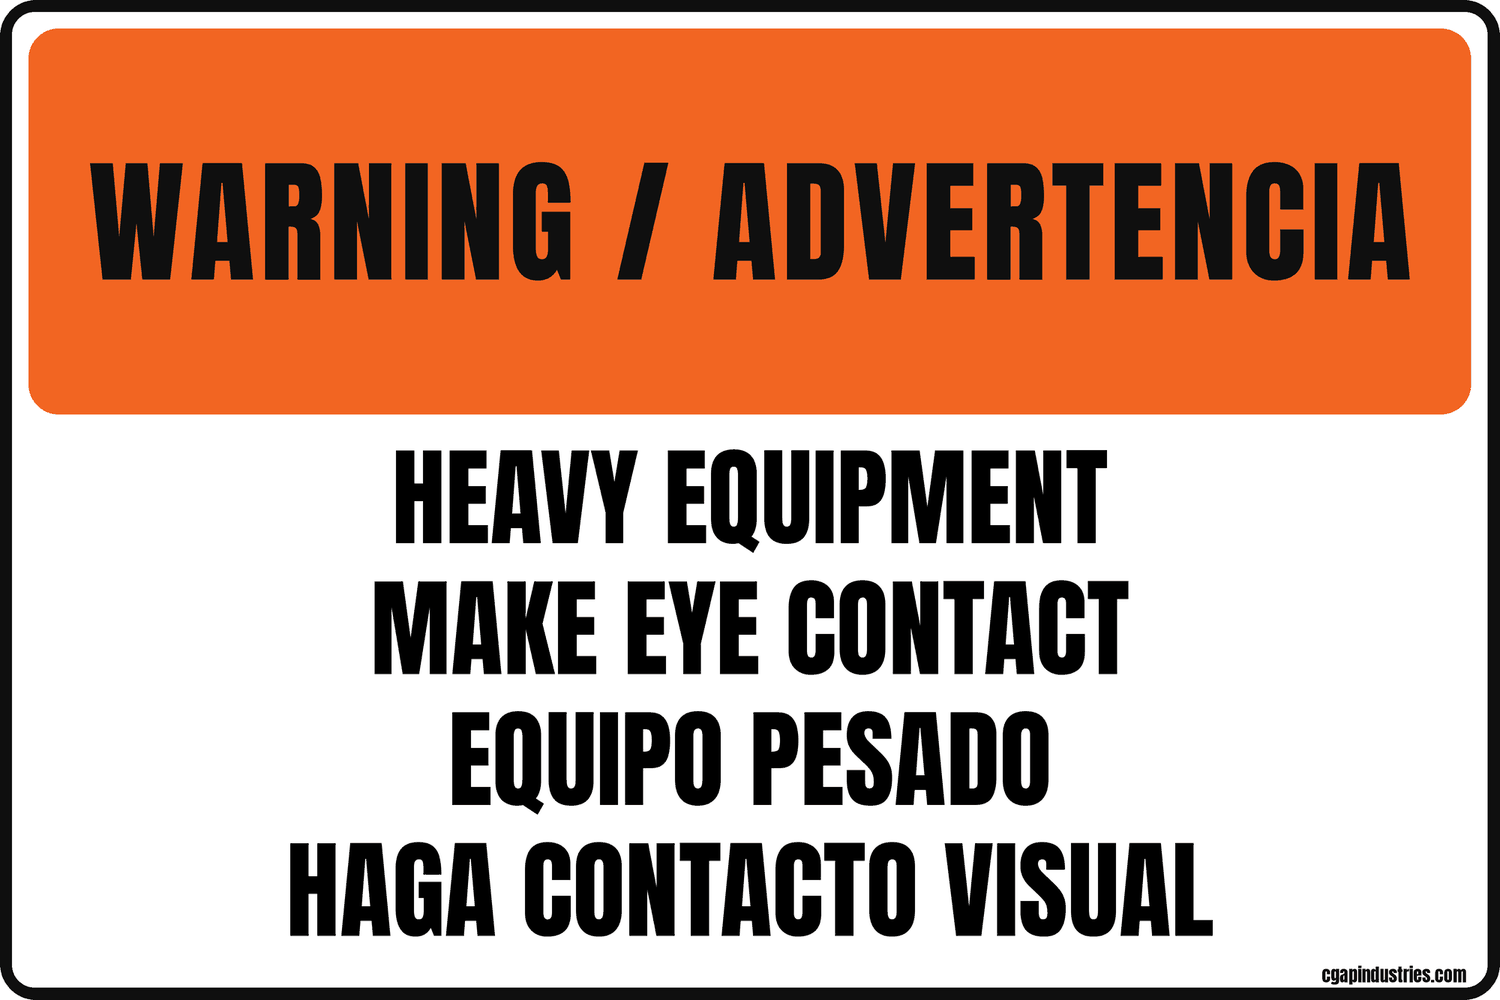 WARNING / ADVERTENCIA
HEAVY EQUIPMENT
MAKE EYE CONTACT
EQUIPO PESADO
HAGA CONTACTO VISUAL
cgapindustries.com